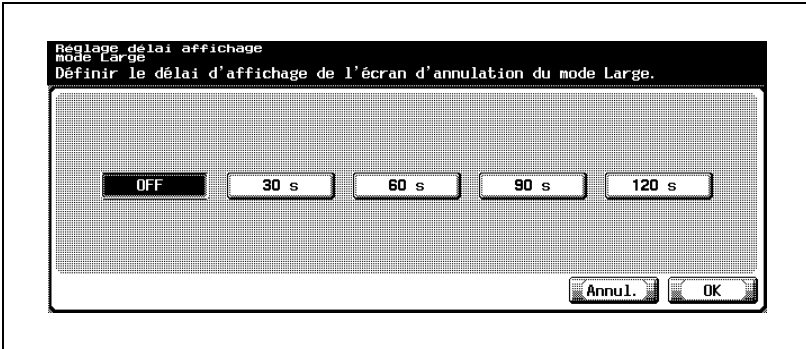 Réglage délai affichage
mode Large
Définir le délai d'affichage de l'écran d'annulation du mode Large.
OFF
30 s
60 s
90 s
120 s
Annul.
OK